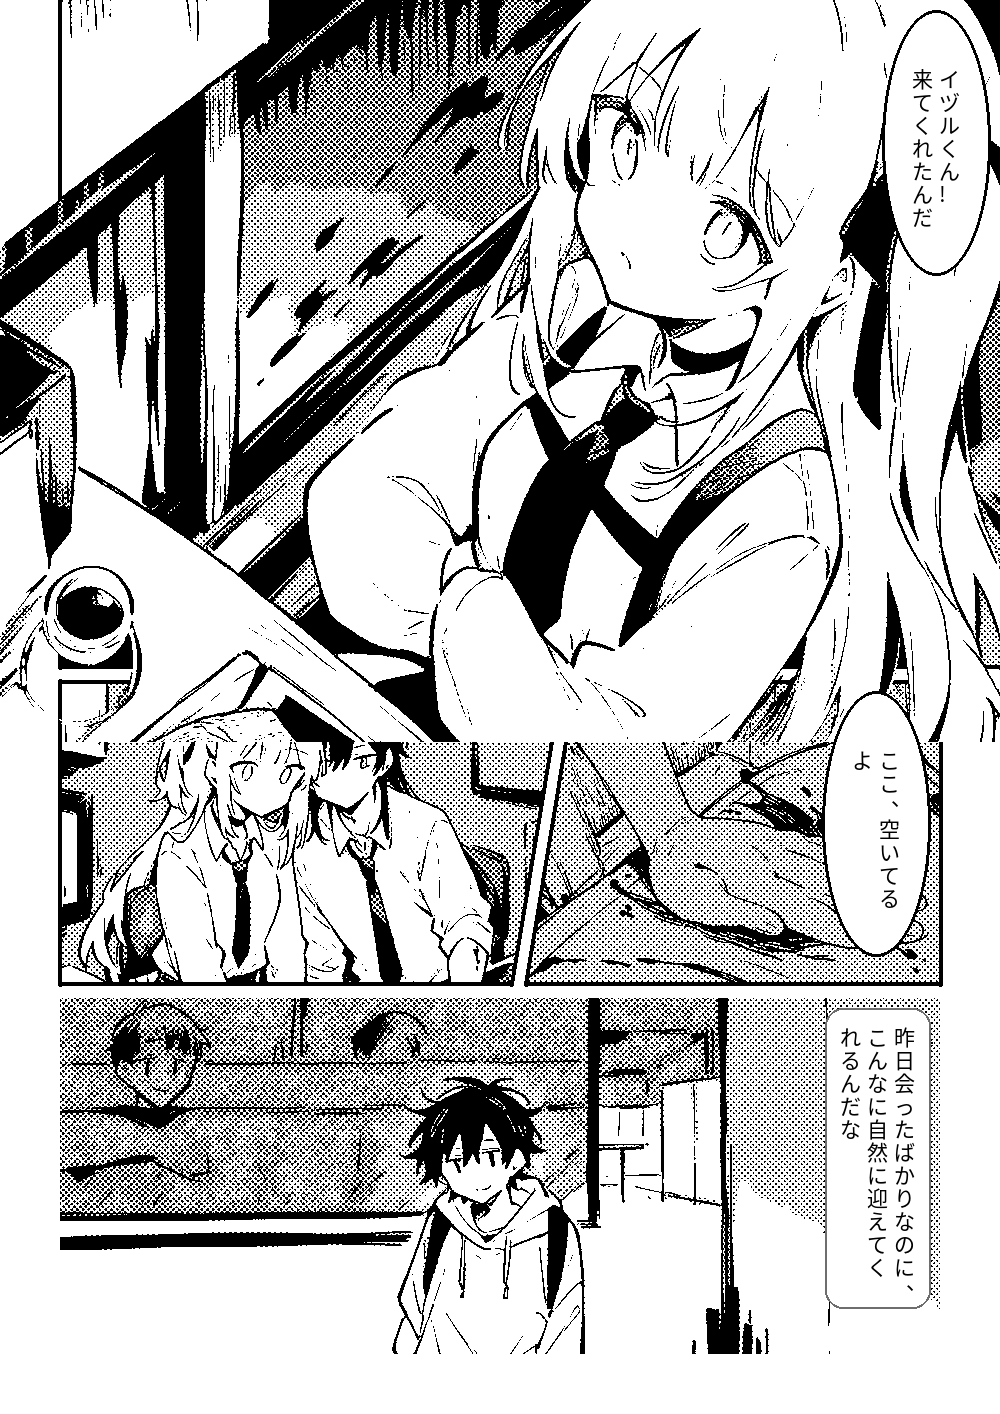 イヅルくん！
来てくれたんだ
ここ、空いてる
よ
昨日会ったばかりなのに、
こんなに自然に迎えてく
れるんだな